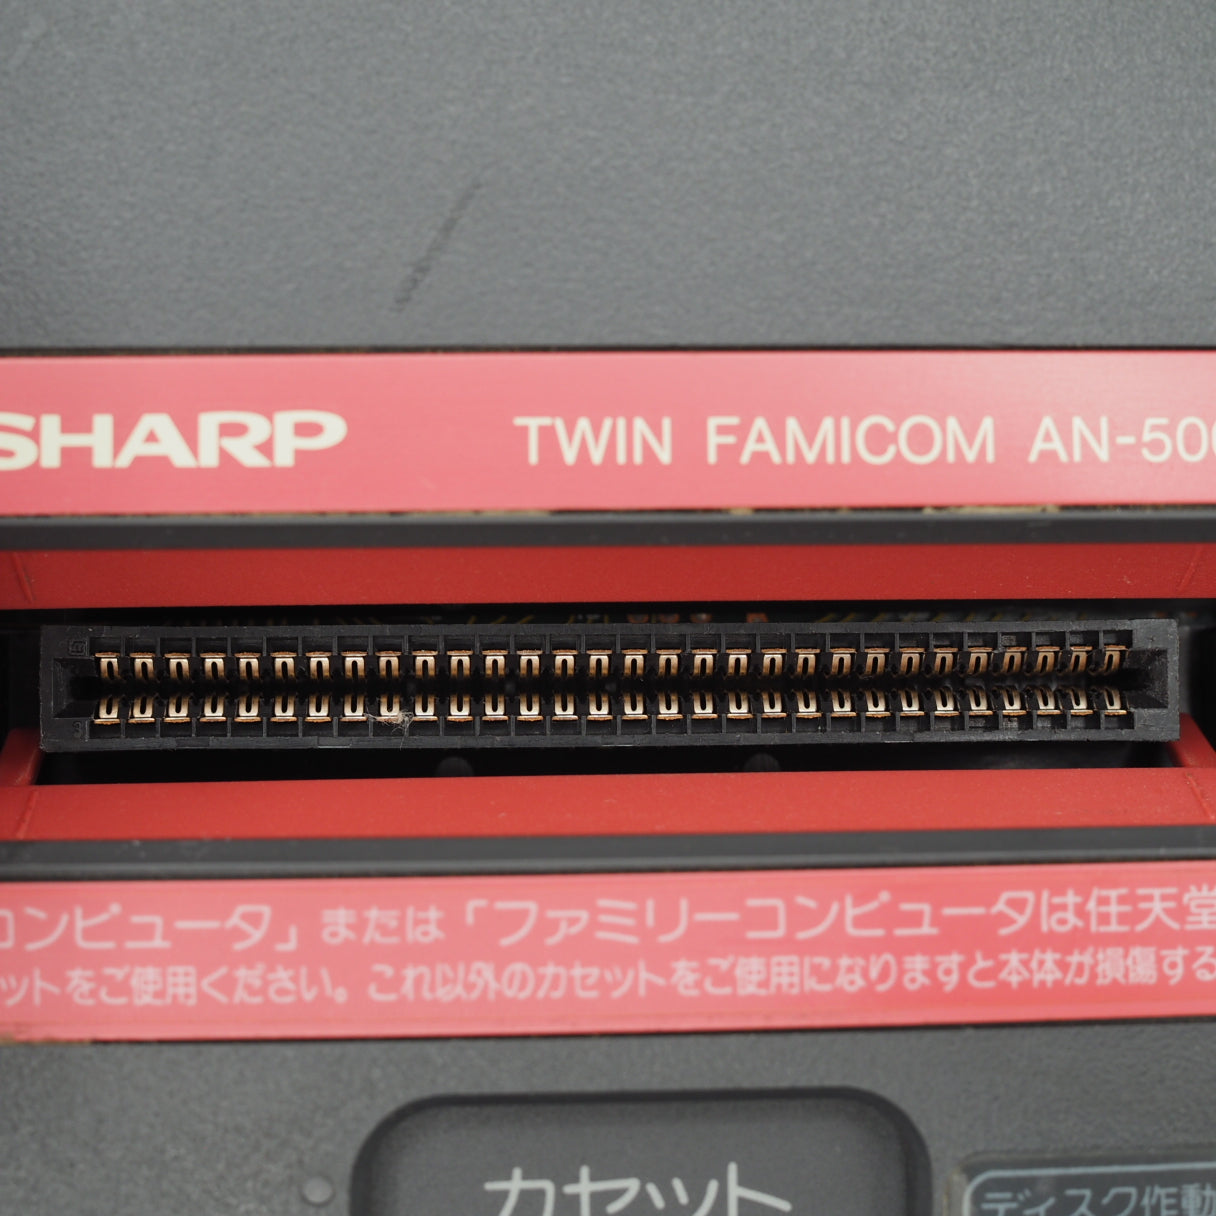 SHARP TWIN FAMICOM AN-500
コンピュータ」または「ファミリーコンピュータは任天堂
ットをご使用ください。これ以外のカセットをご使用になりますと本体が損傷する
カセット
ディスク作動